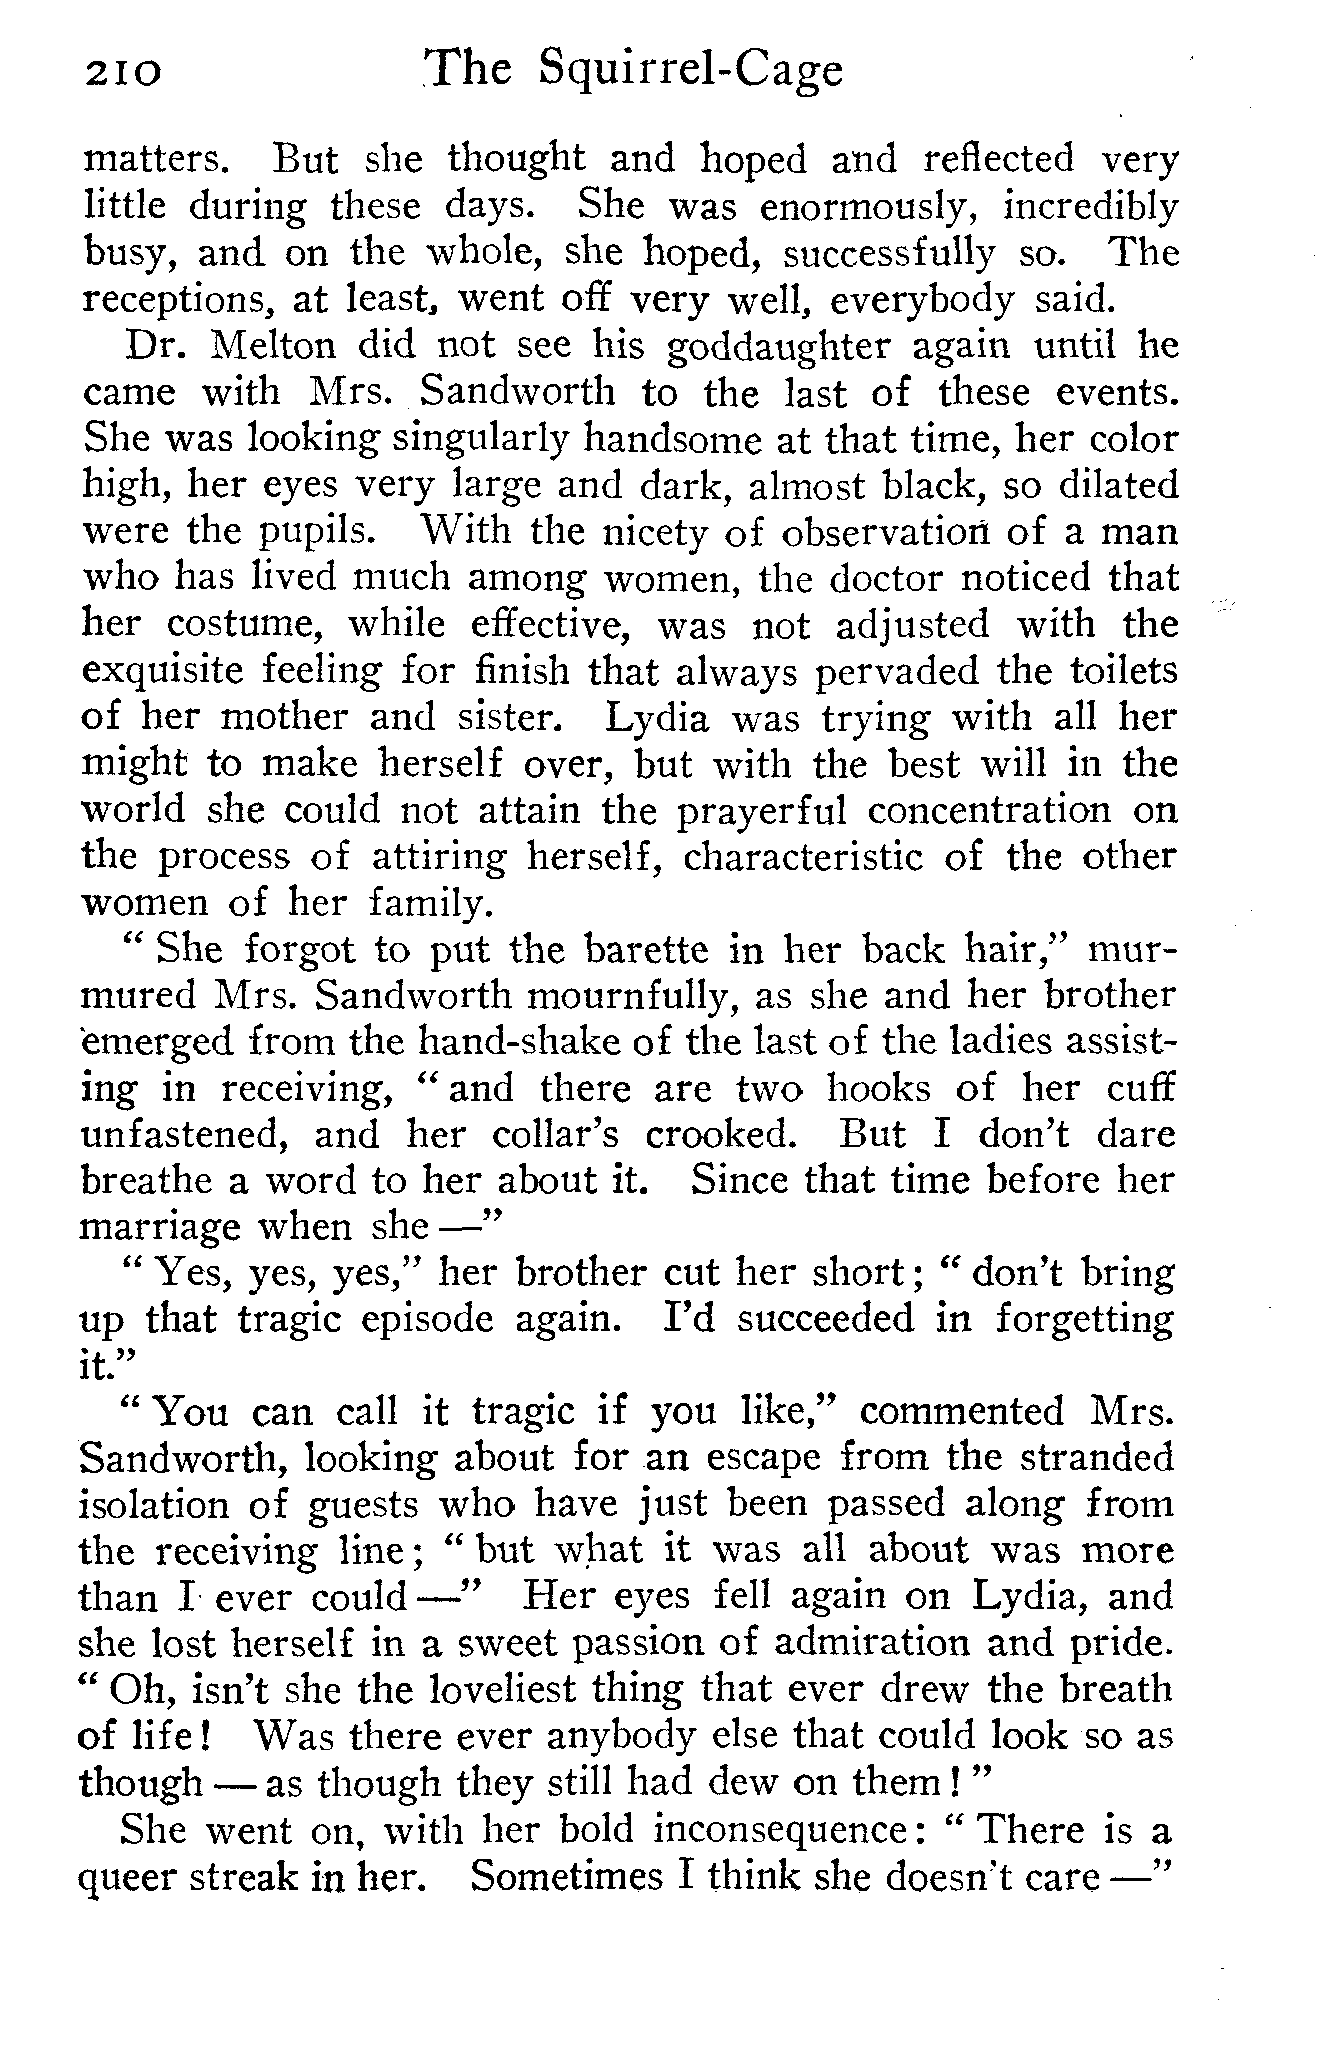 210 The Squirrel-Cage
matters. But she thought and hoped and reflected very
little during these days. She was enormously, incredibly
busy, and on the whole, she hoped, successfully so. The
receptions, at least, went off very well, everybody said.
Dr. Melton did not see his goddaughter again until he
came with Mrs. Sandworth to the last of these events.
She was looking singularly handsome at that time, her color
high, her eyes very large and dark, almost black, so dilated
were the pupils. With the nicety of observation of a man
who has lived much among women, the doctor noticed that
her costume, while effective, was not adjusted with the
exquisite feeling for finish that always pervaded the toilets
of her mother and sister. Lydia was trying with all her
might to make herself over, but with the best will in the
world she could not attain the prayerful concentration on
the process of attiring herself, characteristic of the other
women of her family.
“ She forgot to put the barette in her back hair,” mur-
mured Mrs. Sandworth mournfully, as she and her brother
emerged from the hand-shake of the last of the ladies assist-
ing in receiving, “ and there are two hooks of her cuff
unfastened, and her collar’s crooked. But I don’t dare
breathe a word to her about it. Since that time before her
marriage when she —”
“ Yes, yes, yes,” her brother cut her short ; “ don’t bring
up that tragic episode again. I’d succeeded in forgetting
it.”
“ You can call it tragic if you like,” commented Mrs.
Sandworth, looking about for an escape from the stranded
isolation of guests who have just been passed along from
the receiving line ; “ but what it was all about was more
than I ever could —” Her eyes fell again on Lydia, and
she lost herself in a sweet passion of admiration and pride.
“ Oh, isn’t she the loveliest thing that ever drew the breath
of life ! Was there ever anybody else that could look so as
though — as though they still had dew on them ! ”
She went on, with her bold inconsequence : “ There is a
queer streak in her. Sometimes I think she doesn’t care —”